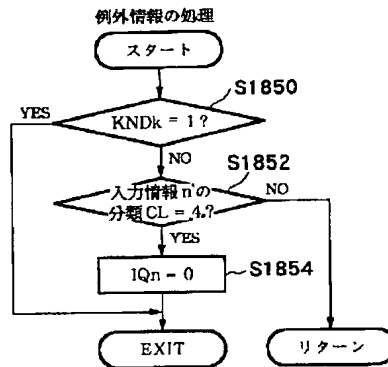 例外情報の処理
スタート
S1850
YES
KNDk = 1?
NO
S1852
入力情報n'の
分類CL = 4?
NO
YES
S1854
IQn = 0
EXIT
リターン